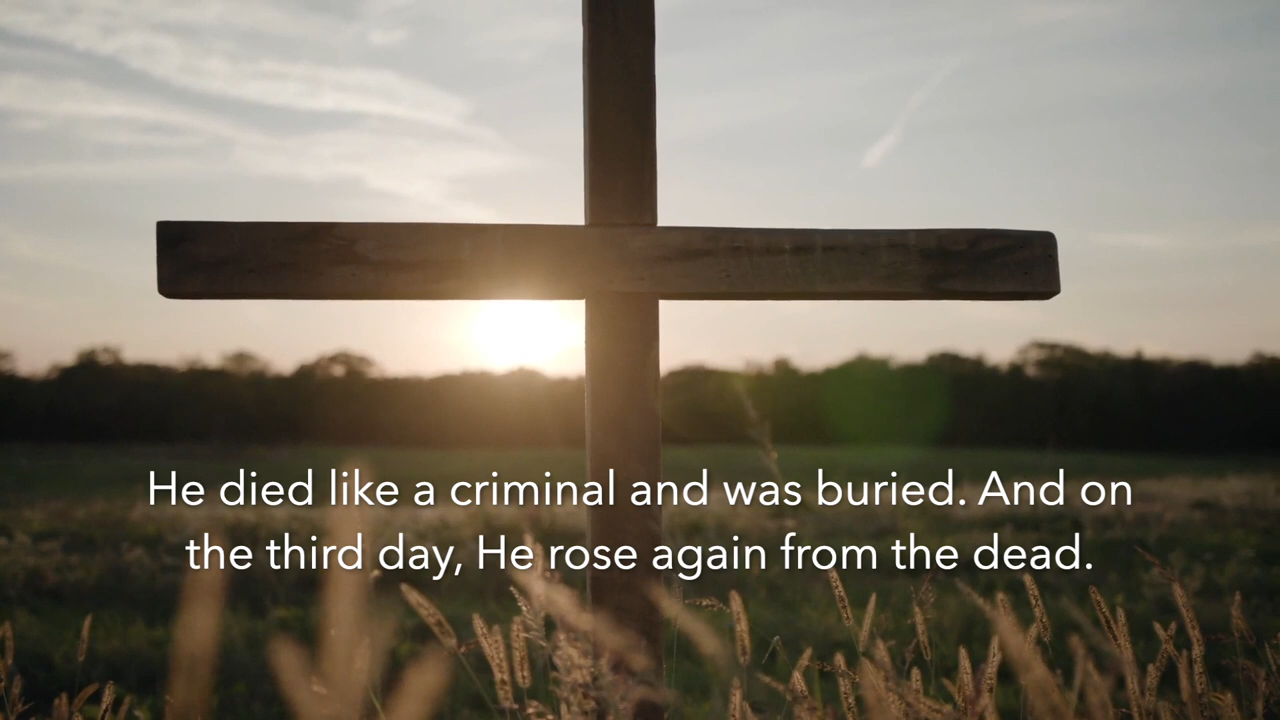 He died like a criminal and was buried. And on
the third day, He rose again from the dead.